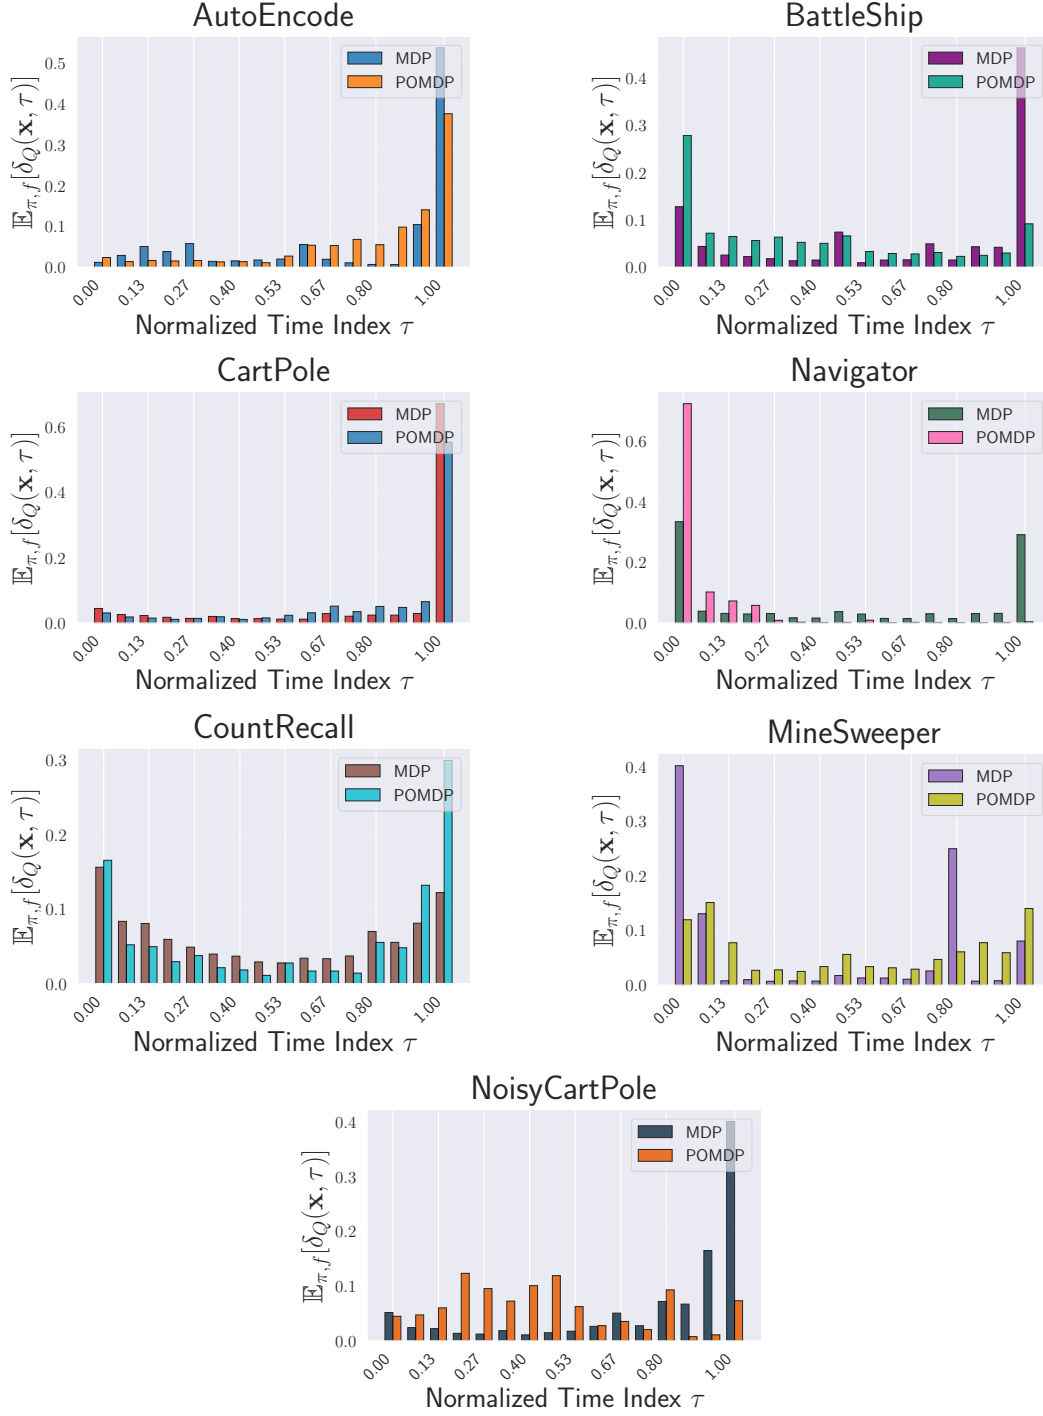 AutoEncode
𝔼π,f[δQ(x, τ)]
0.5
0.4
0.3
0.2
0.1
0.0
MDP
POMDP
0.00 0.13 0.27 0.40 0.53 0.67 0.80 1.00
Normalized Time Index τ
BattleShip
𝔼π,f[δQ(x, τ)]
0.4
0.3
0.2
0.1
0.0
MDP
POMDP
0.00 0.13 0.27 0.40 0.53 0.67 0.80 1.00
Normalized Time Index τ
CartPole
𝔼π,f[δQ(x, τ)]
0.6
0.4
0.2
0.0
MDP
POMDP
0.00 0.13 0.27 0.40 0.53 0.67 0.80 1.00
Normalized Time Index τ
Navigator
𝔼π,f[δQ(x, τ)]
0.6
0.4
0.2
0.0
MDP
POMDP
0.00 0.13 0.27 0.40 0.53 0.67 0.80 1.00
Normalized Time Index τ
CountRecall
𝔼π,f[δQ(x, τ)]
0.3
0.2
0.1
0.0
MDP
POMDP
0.00 0.13 0.27 0.40 0.53 0.67 0.80 1.00
Normalized Time Index τ
MineSweeper
𝔼π,f[δQ(x, τ)]
0.4
0.3
0.2
0.1
0.0
MDP
POMDP
0.00 0.13 0.27 0.40 0.53 0.67 0.80 1.00
Normalized Time Index τ
NoisyCartPole
𝔼π,f[δQ(x, τ)]
0.4
0.3
0.2
0.1
0.0
MDP
POMDP
0.00 0.13 0.27 0.40 0.53 0.67 0.80 1.00
Normalized Time Index τ